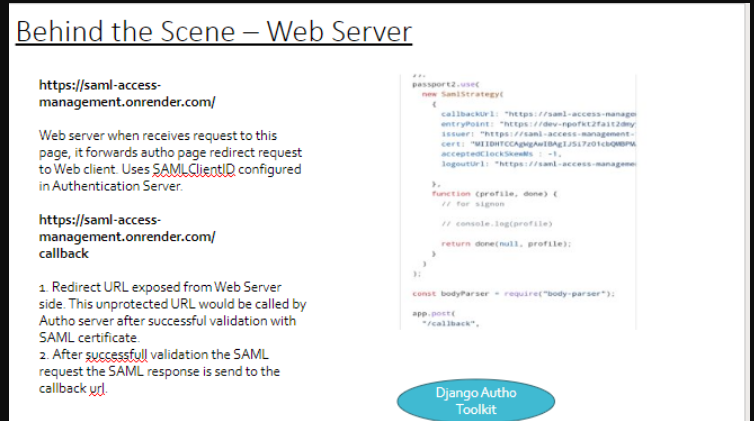 Behind the Scene – Web Server
https://saml-access-
management.onrender.com/
Web server when receives request to this
page, it forwards autho page redirect request
to Web client. Uses SAMLClientID configured
in Authentication Server.
https://saml-access-
management.onrender.com/
callback
1. Redirect URL exposed from Web Server
side. This unprotected URL would be called by
Autho server after successful validation with
SAML certificate.
2. After successfull validation the SAML
request the SAML response is send to the
callback url.
passport2.use(
new SamlStrategy(
{
callbackUrl: "https://saml-access-manage
entryPoint:
issuer: "https://saml-access-management-
cert:
acceptedClockSkewMs : -1,
logoutUrl: "https://saml-access-manageme
},
function (profile, done) {
// for signon
// console.log(profile)
return done(null, profile);
}
)
);
const bodyParser = require("body-parser");
app.post(
"/callback",
Django Autho
Toolkit